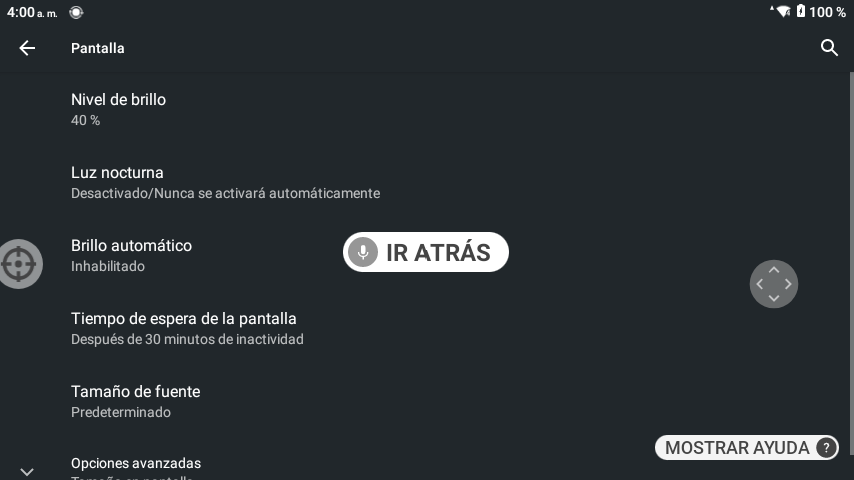 4:00 a. m.
100 %
Pantalla
Nivel de brillo
40 %
Luz nocturna
Desactivado/Nunca se activará automáticamente
Brillo automático
Inhabilitado
IR ATRÁS
Tiempo de espera de la pantalla
Después de 30 minutos de inactividad
Tamaño de fuente
Predeterminado
MOSTRAR AYUDA ?
Opciones avanzadas